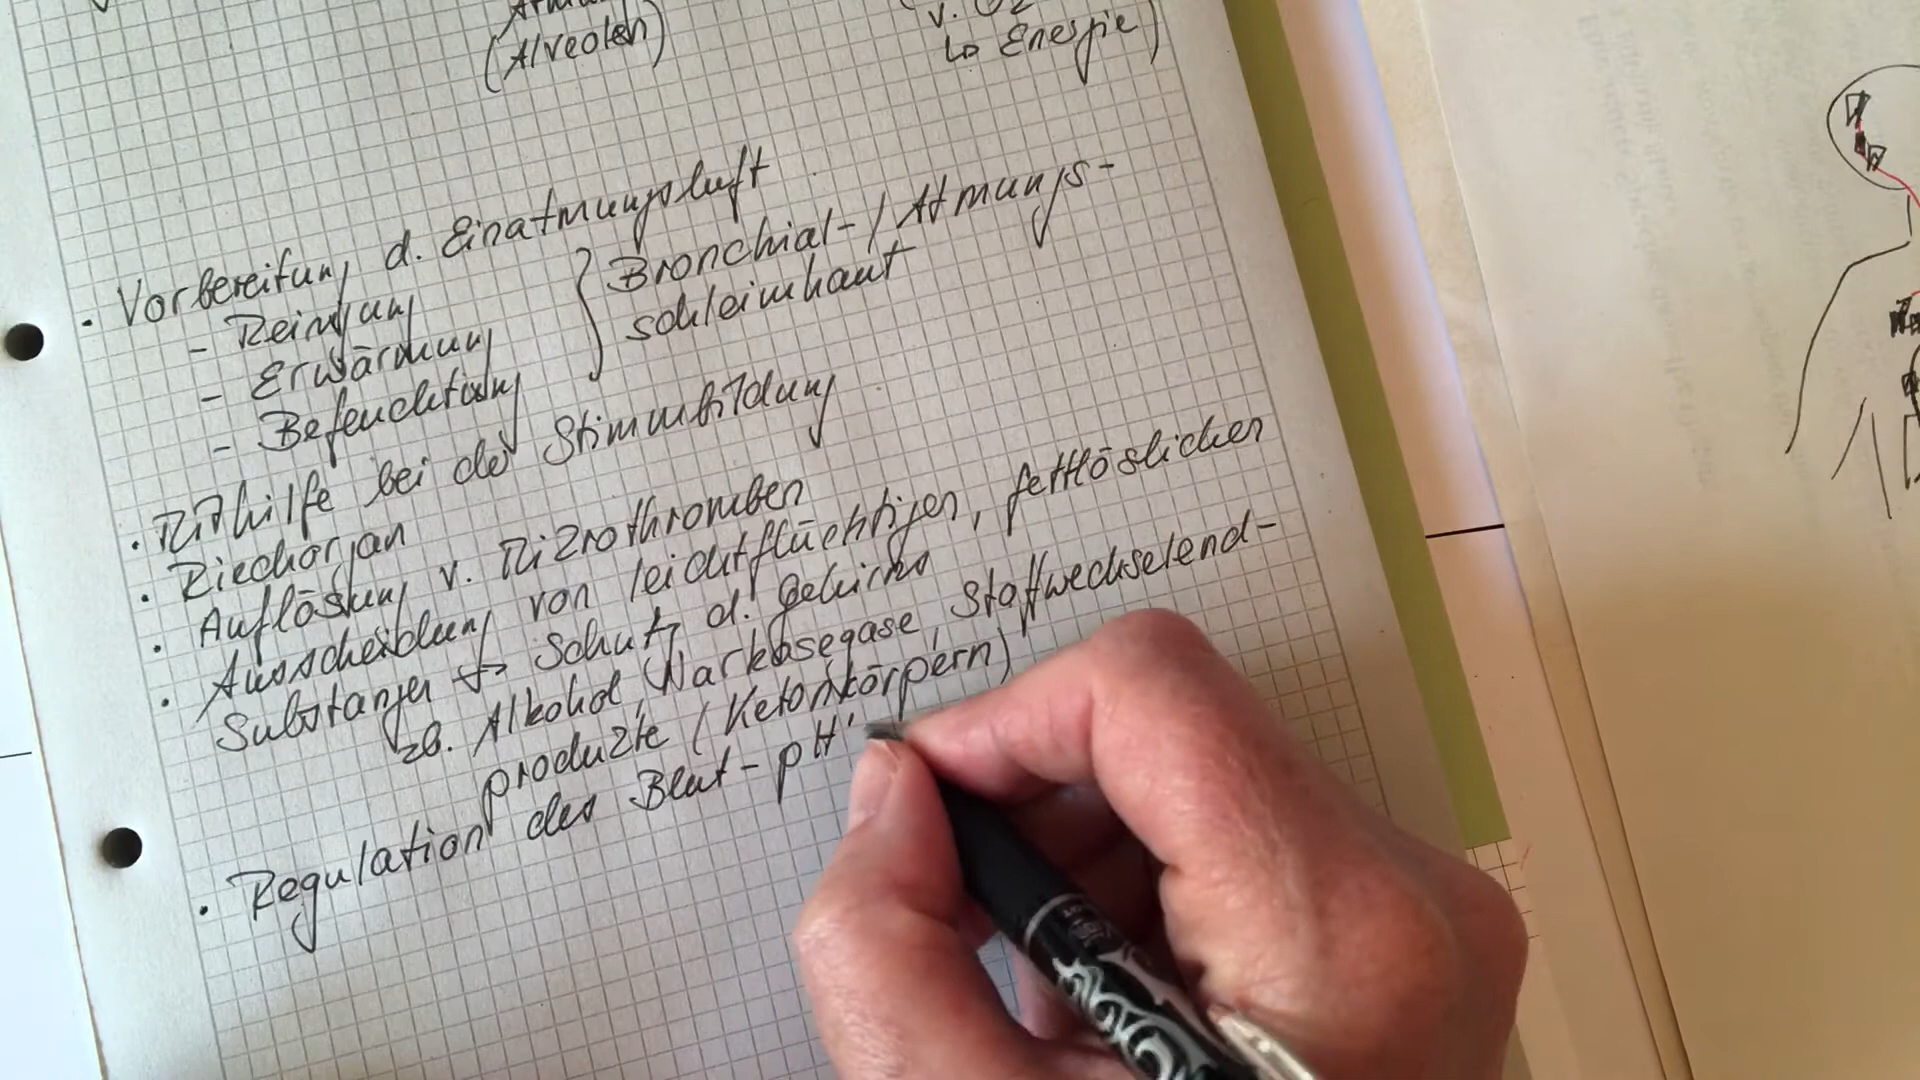 (Alveolen)
v. O2
↳ Energie)
• Vorbereitung d. Einatmungsluft
- Reinigung
- Erwärmung
- Befeuchtung
} Bronchial-/Atmungs-
schleimhaut
• Mithilfe bei der Stimmbildung
• Riechorgan
• Auflösung v. Mikrothromben
• Ausscheidung von leichtflüchtigen, fettlöslichen
Substanzen → Schutz d. Gehirns
zB. Alkohol, Narkosegase, Stoffwechselend-
produkte (Ketonkörpern)
• Regulation des Blut-pH'